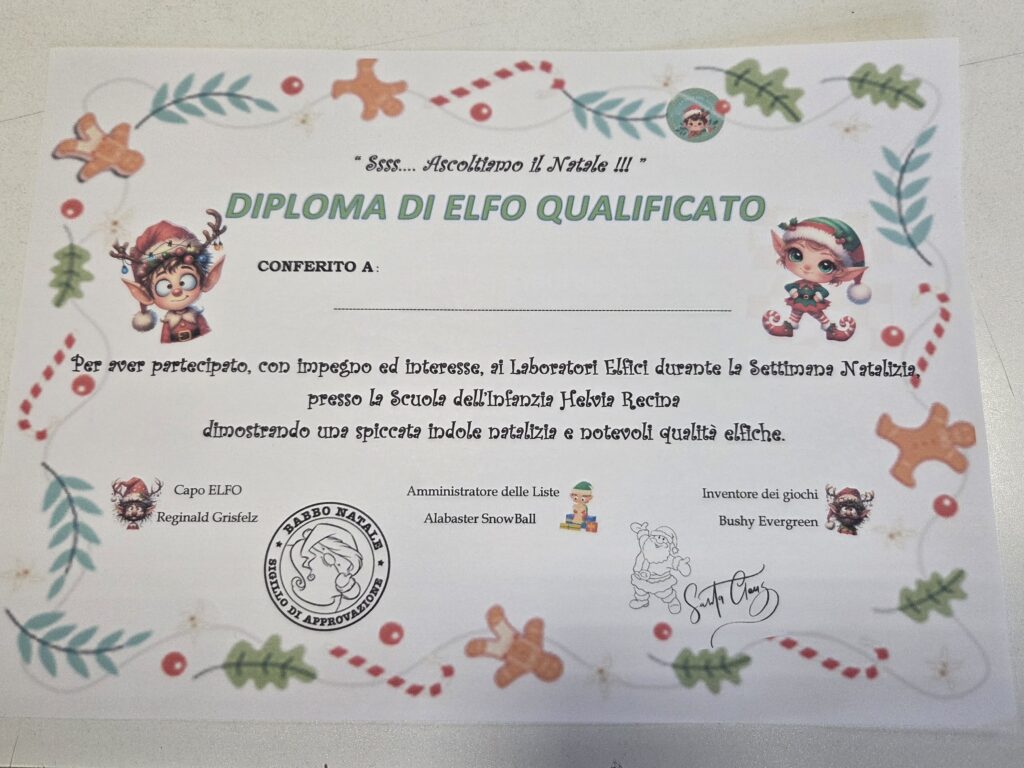 “ Ssss.... Ascoltiamo il Natale !!! ”
DIPLOMA DI ELFO QUALIFICATO
CONFERITO A:
Per aver partecipato, con impegno ed interesse, ai Laboratori Elfici durante la Settimana Natalizia,
presso la Scuola dell'Infanzia Helvia Recina
dimostrando una spiccata indole natalizia e notevoli qualità elfiche.
Capo ELFO
Reginald Grisfelz
Amministratore delle Liste
Alabaster SnowBall
Inventore dei giochi
Bushy Evergreen
BABBO NATALE
SIGILLO DI APPROVAZIONE
Santa Claus